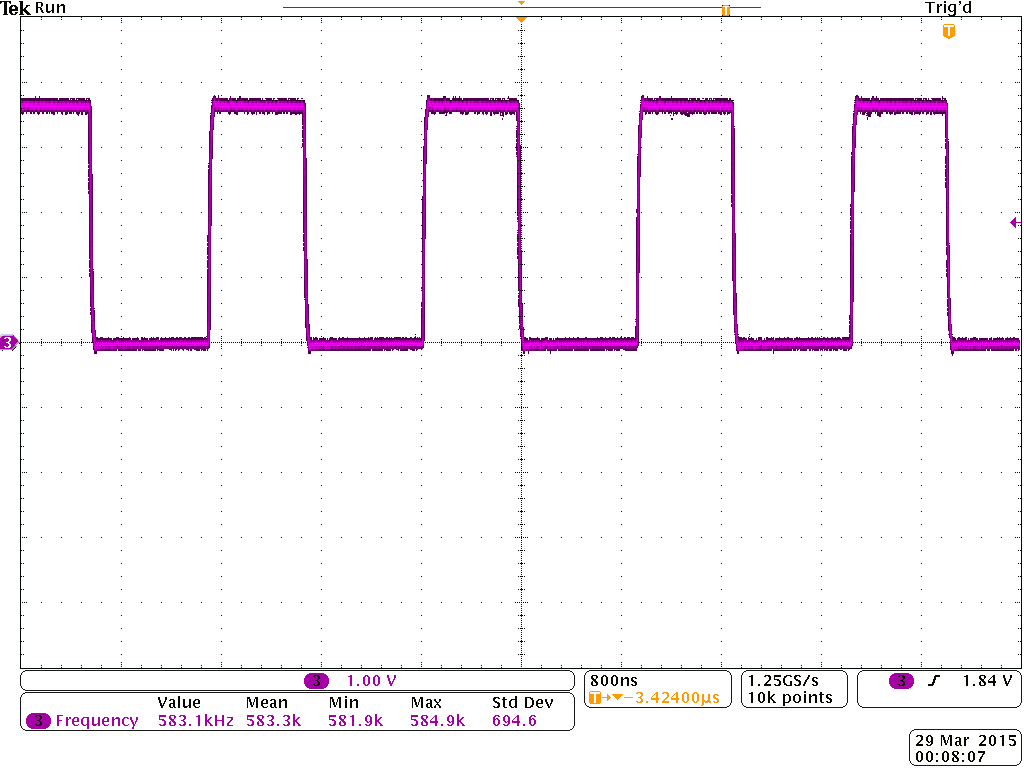 Tek Run Trig'd
T
T
3
3 1.00 V
Value Mean Min Max Std Dev
3 Frequency 583.1kHz 583.3k 581.9k 584.9k 694.6
800ns
T→▼−3.42400µs
1.25GS/s
10k points
3 1.84 V
29 Mar 2015
00:08:07